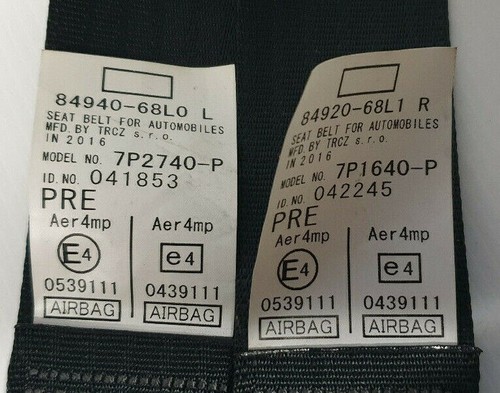 84940-68L0 L
SEAT BELT FOR AUTOMOBILES
MFD. BY TRCZ s.r.o.
IN 2016
MODEL NO. 7P2740-P
ID.NO. 041853
PRE
Aer4mp Aer4mp
E4 e4
0539111 0439111
AIRBAG AIRBAG
84920-68L1 R
SEAT BELT FOR AUTOMOBILES
MFD. BY TRCZ s.r.o.
IN 2016
MODEL NO. 7P1640-P
ID.NO. 042245
PRE
Aer4mp Aer4mp
E4 e4
0539111 0439111
AIRBAG AIRBAG